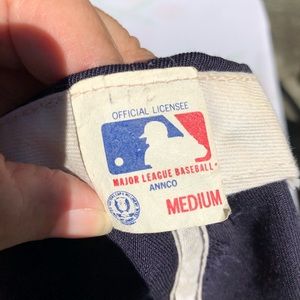 OFFICIAL LICENSEE
MAJOR LEAGUE BASEBALL
ANNCO
MEDIUM